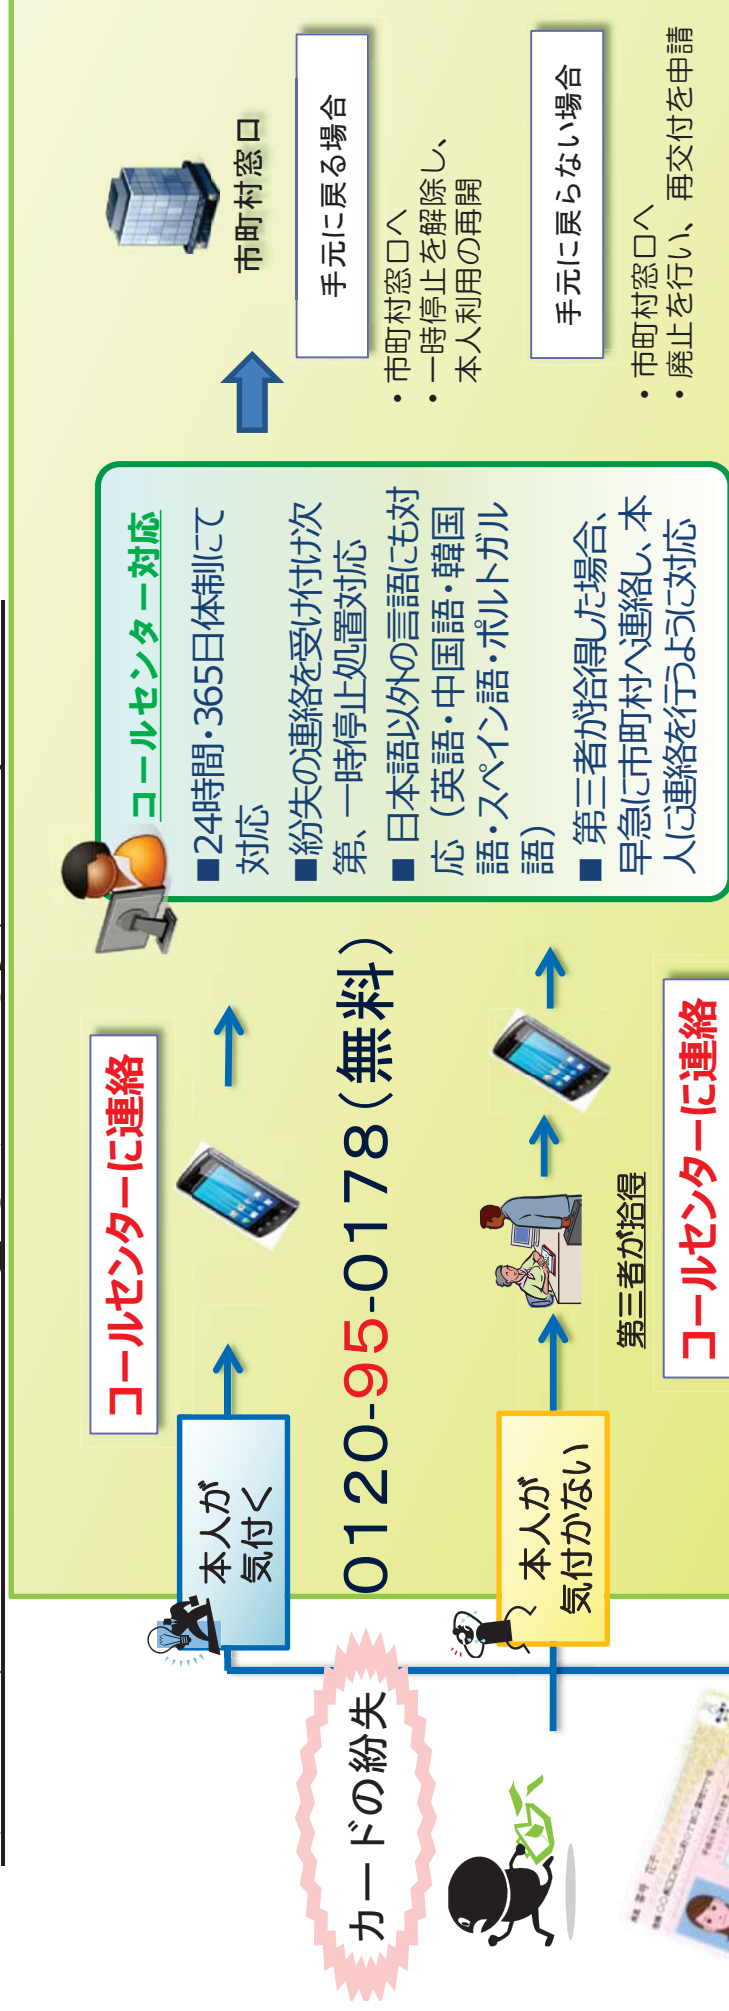 カードの紛失
本人が
気付く
コールセンターに連絡
0120-95-0178(無料)
本人が
気付かない
第三者が拾得
コールセンターに連絡
コールセンター対応
■24時間・365日体制にて
対応
■紛失の連絡を受け付け次
第、一時停止処置対応
■ 日本語以外の言語にも対
応（英語・中国語・韓国
語・スペイン語・ポルトガル
語）
■ 第三者が拾得した場合、
早急に市町村へ連絡し、本
人に連絡を行うように対応
市町村窓口
手元に戻る場合
・市町村窓口へ
・一時停止を解除し、
本人利用の再開
手元に戻らない場合
・市町村窓口へ
・廃止を行い、再交付を申請